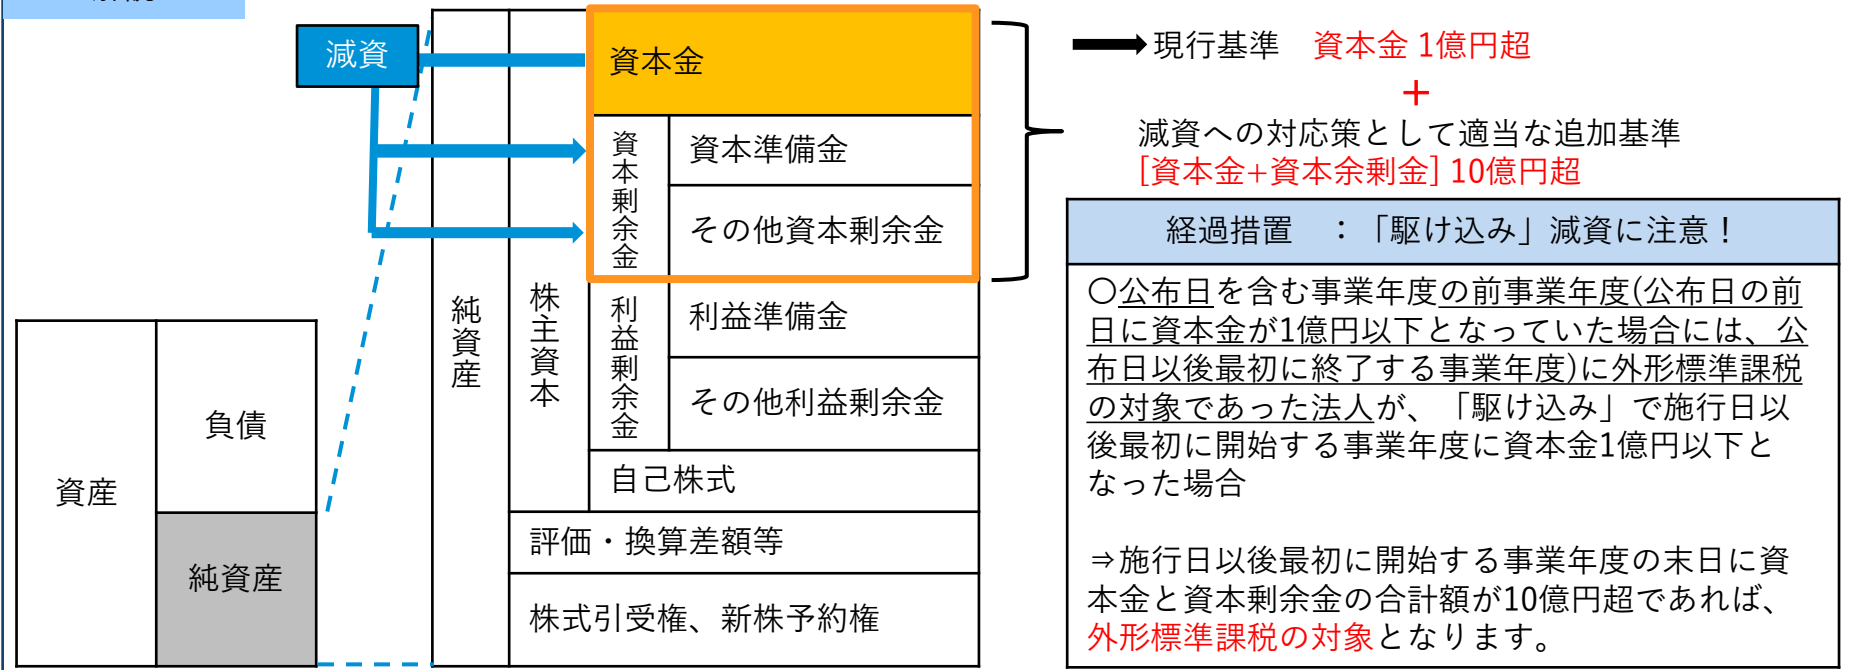 減資
資本金
資本剰余金
資本準備金
その他資本剰余金
純資産
株主資本
利益剰余金
利益準備金
その他利益剰余金
自己株式
評価・換算差額等
株式引受権、新株予約権
資産
負債
純資産
現行基準 資本金 1億円超
＋
減資への対応策として適当な追加基準
[資本金+資本余剰金] 10億円超
経過措置 ：「駆け込み」減資に注意！
〇公布日を含む事業年度の前事業年度(公布日の前
日に資本金が1億円以下となっていた場合には、公
布日以後最初に終了する事業年度)に外形標準課税
の対象であった法人が、「駆け込み」で施行日以
後最初に開始する事業年度に資本金1億円以下と
なった場合
⇒施行日以後最初に開始する事業年度の末日に資
本金と資本剰余金の合計額が10億円超であれば、
外形標準課税の対象となります。